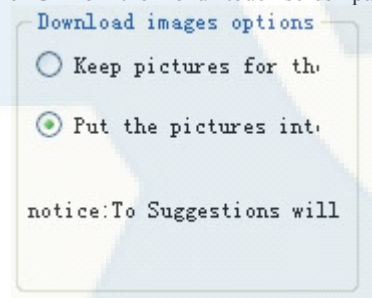 Download images options
Keep pictures for th
Put the pictures int
notice:To Suggestions will